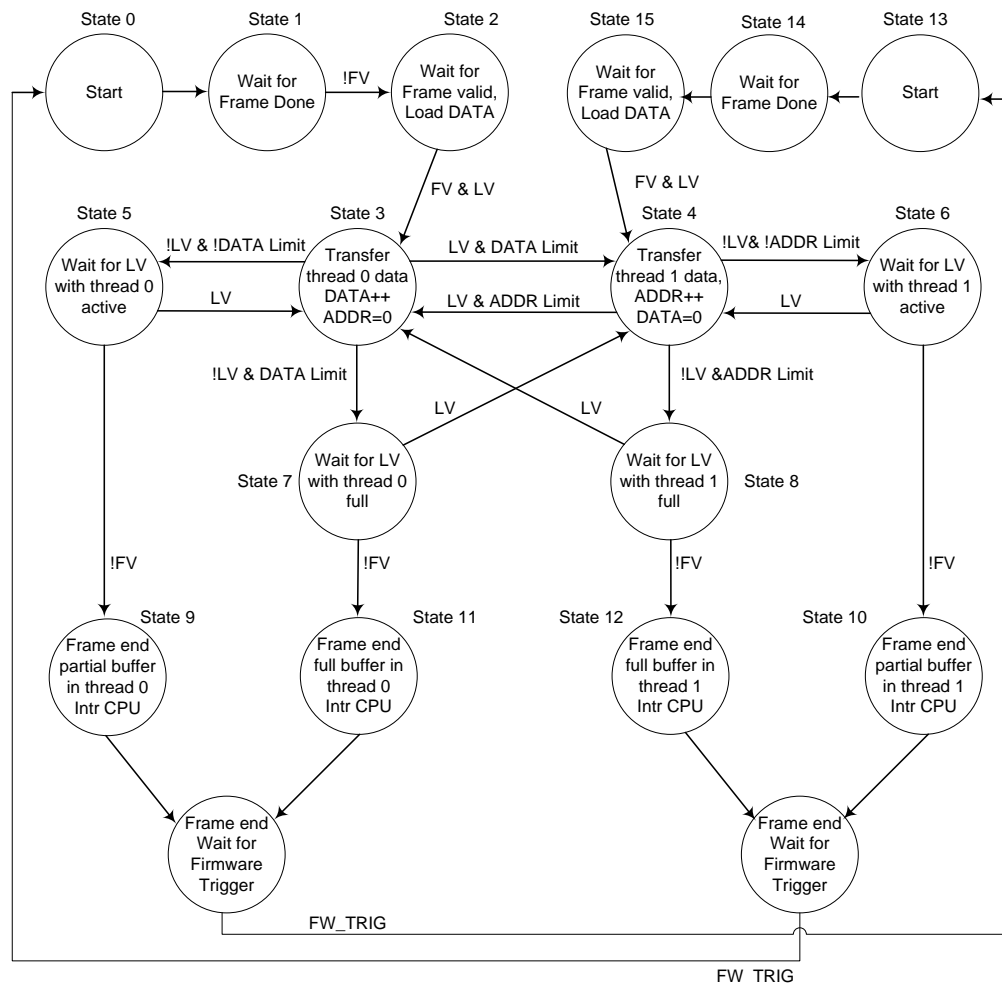 State 0
State 1
State 2
State 15
State 14
State 13
Start
Wait for
Frame Done
!FV
Wait for
Frame valid,
Load DATA
Wait for
Frame valid,
Load DATA
Wait for
Frame Done
Start
FV & LV
FV & LV
State 5
State 3
State 4
State 6
Wait for LV
with thread 0
active
!LV & !DATA Limit
LV
Transfer
thread 0 data
DATA++
ADDR=0
LV & DATA Limit
LV & ADDR Limit
Transfer
thread 1 data,
ADDR++
DATA=0
!LV& !ADDR Limit
LV
Wait for LV
with thread 1
active
!LV & DATA Limit
LV
LV
!LV &ADDR Limit
State 7
Wait for LV
with thread 0
full
Wait for LV
with thread 1
full
State 8
!FV
!FV
!FV
!FV
State 9
State 11
State 12
State 10
Frame end
partial buffer
in thread 0
Intr CPU
Frame end
full buffer in
thread 0
Intr CPU
Frame end
full buffer in
thread 1
Intr CPU
Frame end
partial buffer
in thread 1
Intr CPU
Frame end
Wait for
Firmware
Trigger
Frame end
Wait for
Firmware
Trigger
FW_TRIG
FW_TRIG